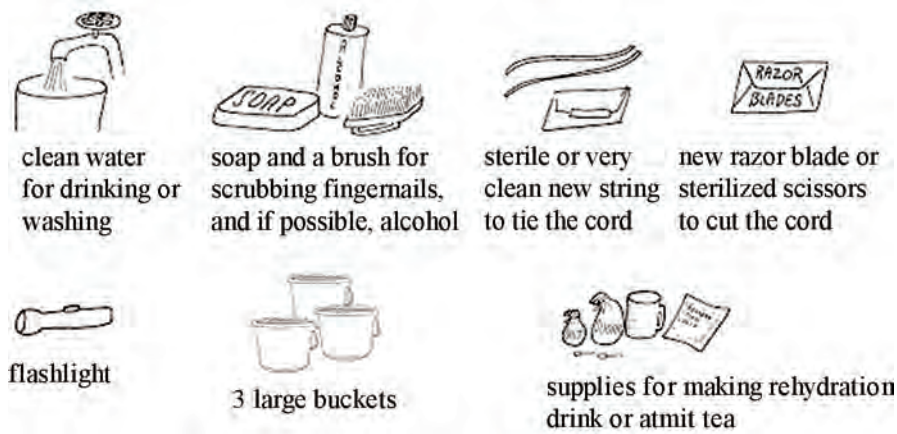 SOAP
ALCOHOL
RAZOR
BLADES
clean water
for drinking or
washing
soap and a brush for
scrubbing fingernails,
and if possible, alcohol
sterile or very
clean new string
to tie the cord
new razor blade or
sterilized scissors
to cut the cord
flashlight
3 large buckets
SUGAR
supplies for making rehydration
drink or atmit tea